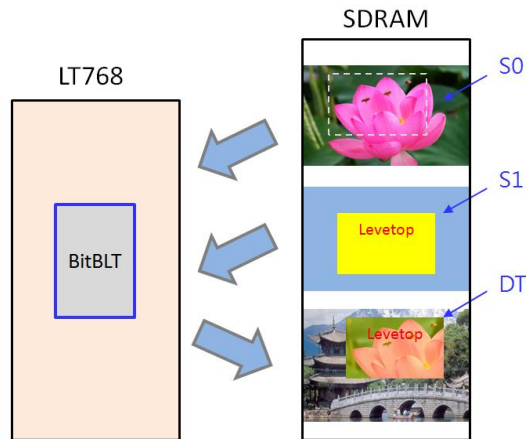 SDRAM
LT768
S0
S1
Levetop
BitBLT
DT
Levetop